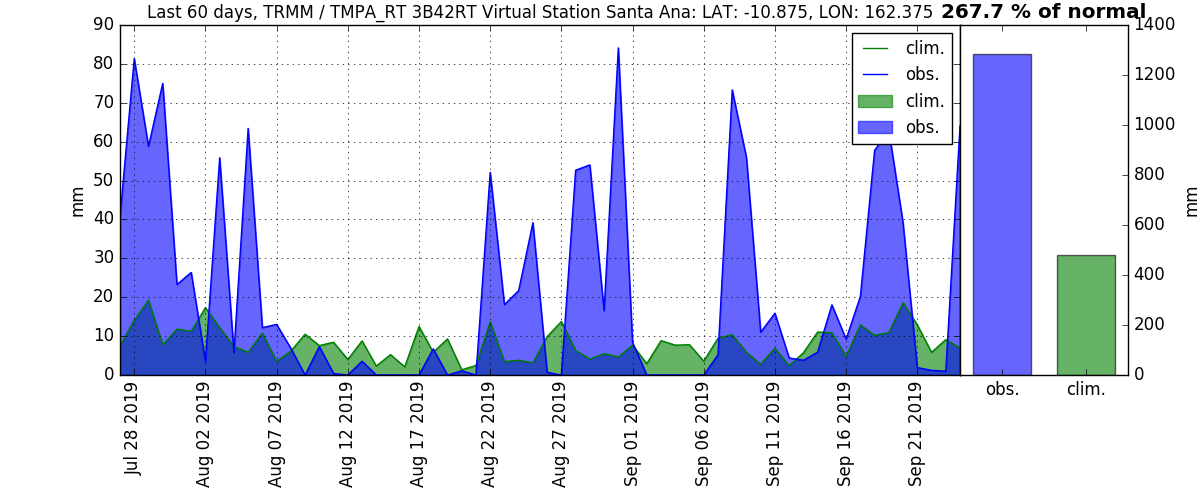 Last 60 days, TRMM / TMPA_RT 3B42RT Virtual Station Santa Ana: LAT: -10.875, LON: 162.375 267.7 % of normal
90
80
70
60
50
40
30
20
10
0
mm
clim.
obs.
clim.
obs.
1400
1200
1000
800
600
400
200
0
mm
Jul 28 2019
Aug 02 2019
Aug 07 2019
Aug 12 2019
Aug 17 2019
Aug 22 2019
Aug 27 2019
Sep 01 2019
Sep 06 2019
Sep 11 2019
Sep 16 2019
Sep 21 2019
obs. clim.